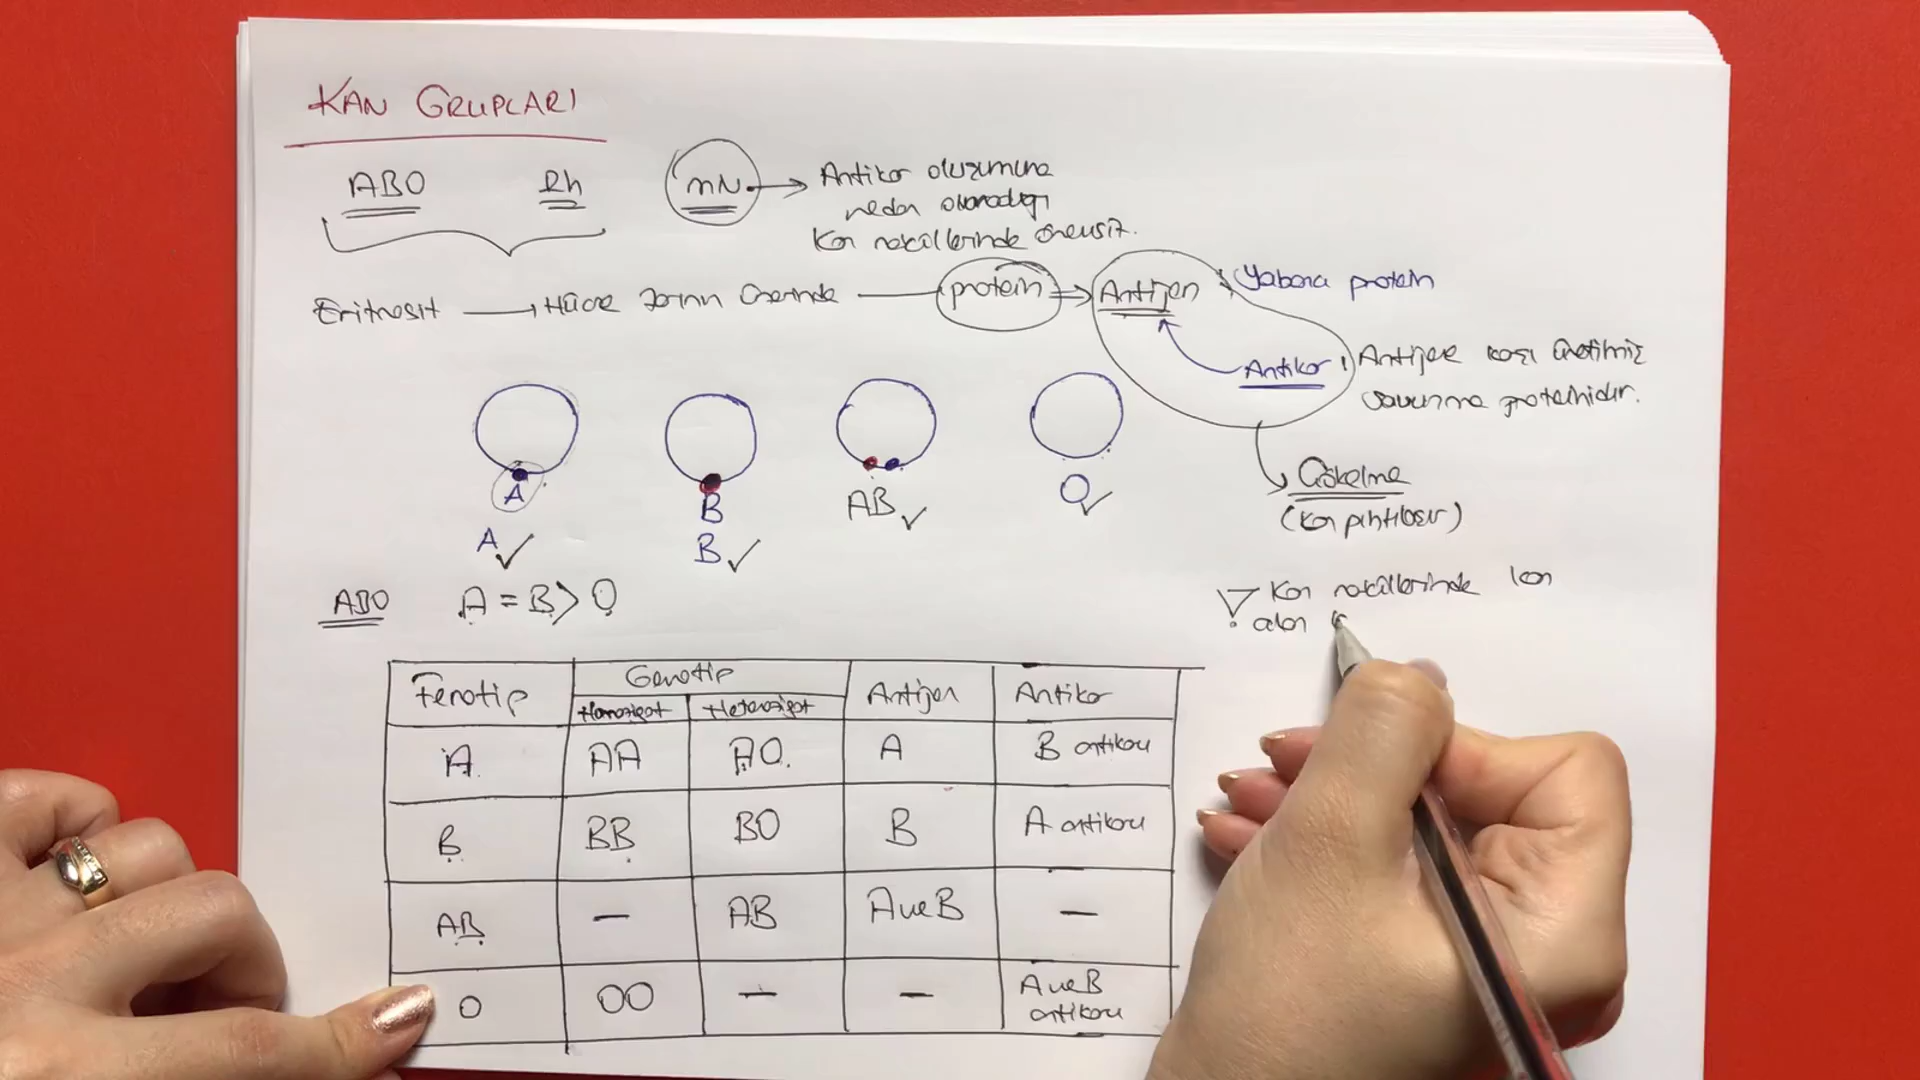 KAN GRUPLARI
ABO Rh MN → Antikor oluşumuna
neden olmadığı
Kan nakillerinde önemsiz.
Eritrosit → Hücre zarının üzerinde — protein ⇒ Antijen : Yabancı protein
Antikor : Antijene karşı üretilmiş
savunma proteinidir.
A B AB O
A B
Çökelme
(Kan pıhtılaşır)
ABO A = B > O
! Kan nakillerinde kan
alan
Fenotip Genotip Antijen Antikor
Homozigot Heterozigot
A AA AO A B antikoru
B BB BO B A antikoru
AB — AB A ve B —
O OO — — A ve B
antikoru